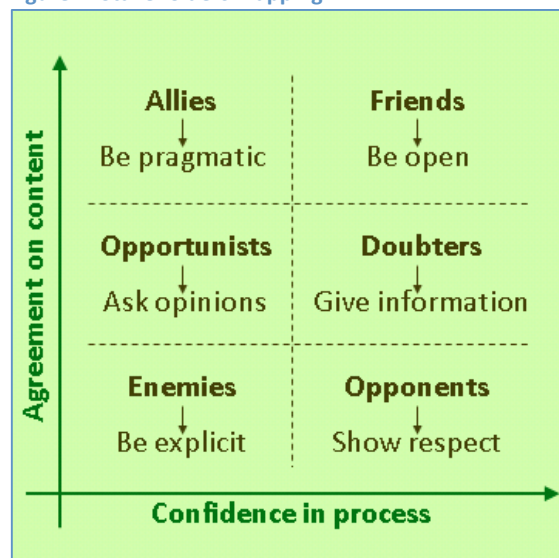 Agreement on content
Allies
Friends
Be pragmatic
Be open
Opportunists
Doubters
Ask opinions
Give information
Enemies
Opponents
Be explicit
Show respect
Confidence in process